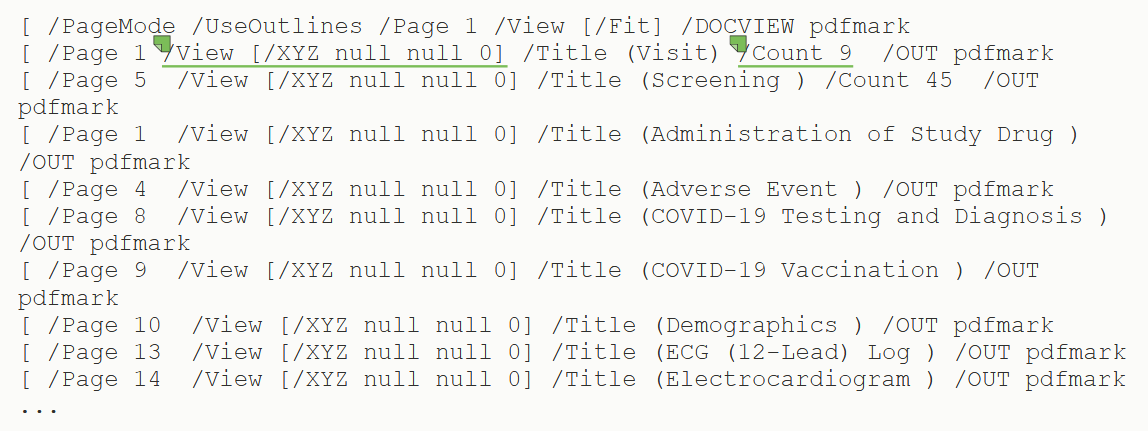 [ /PageMode /UseOutlines /Page 1 /View [/Fit] /DOCVIEW pdfmark
[ /Page 1 /View [/XYZ null null 0] /Title (Visit) /Count 9  /OUT pdfmark
[ /Page 5  /View [/XYZ null null 0] /Title (Screening ) /Count 45  /OUT
pdfmark
[ /Page 1  /View [/XYZ null null 0] /Title (Administration of Study Drug )
/OUT pdfmark
[ /Page 4  /View [/XYZ null null 0] /Title (Adverse Event ) /OUT pdfmark
[ /Page 8  /View [/XYZ null null 0] /Title (COVID-19 Testing and Diagnosis )
/OUT pdfmark
[ /Page 9  /View [/XYZ null null 0] /Title (COVID-19 Vaccination ) /OUT
pdfmark
[ /Page 10  /View [/XYZ null null 0] /Title (Demographics ) /OUT pdfmark
[ /Page 13  /View [/XYZ null null 0] /Title (ECG (12-Lead) Log ) /OUT pdfmark
[ /Page 14  /View [/XYZ null null 0] /Title (Electrocardiogram ) /OUT pdfmark
...